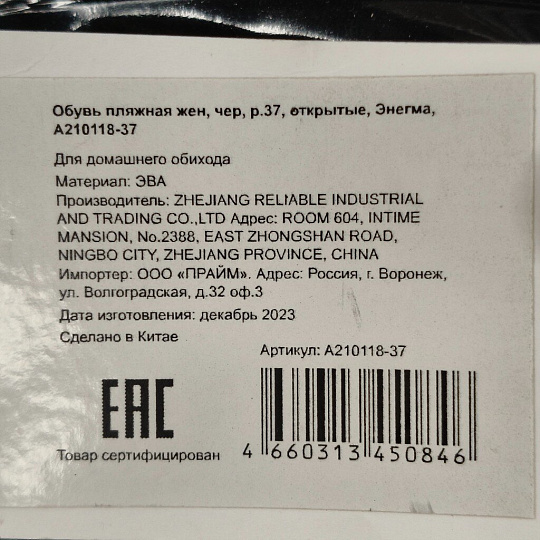 Обувь пляжная жен, чер, р.37, открытые, Энегма,
A210118-37
Для домашнего обихода
Материал: ЭВА
Производитель: ZHEJIANG RELIABLE INDUSTRIAL
AND TRADING CO.,LTD Адрес: ROOM 604, INTIME
MANSION, No.2388, EAST ZHONGSHAN ROAD,
NINGBO CITY, ZHEJIANG PROVINCE, CHINA
Импортер: ООО «ПРАЙМ». Адрес: Россия, г. Воронеж,
ул. Волгоградская, д.32 оф.3
Дата изготовления: декабрь 2023
Сделано в Китае
Артикул: A210118-37
EAC
Товар сертифицирован
4 660313 450846